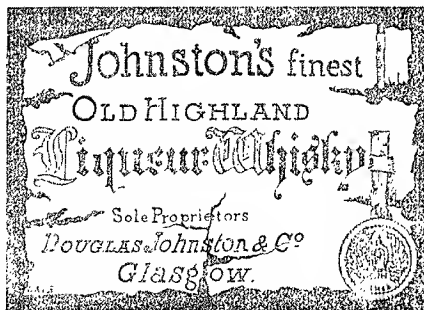 Johnston's finest
OLD HIGHLAND
Liqueur Whisky
Sole Proprietors
DOUGLAS JOHNSTON & Cº
Glasgow.